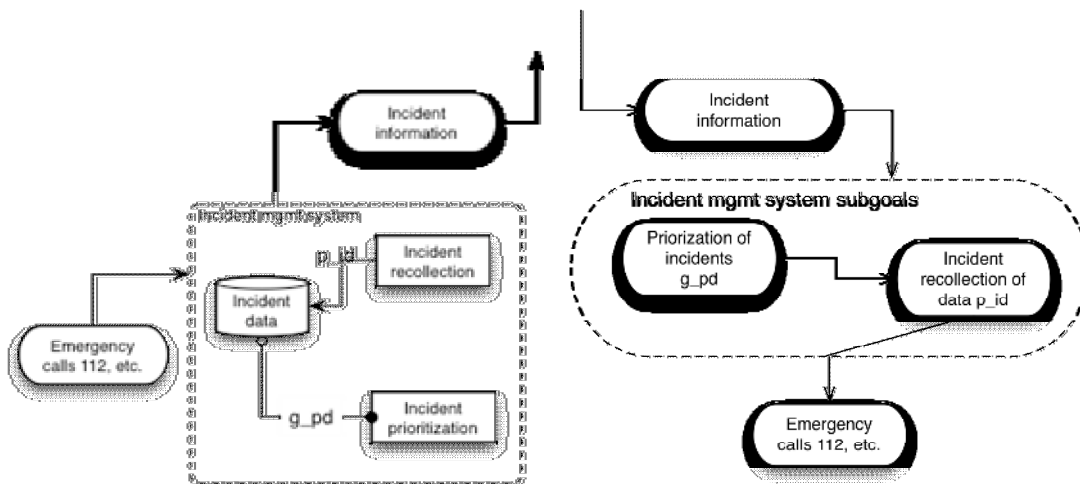 Incident
information
Incident mgmt system
p_id
Incident
recollection
Incident
data
Emergency
calls 112, etc.
g_pd
Incident
prioritization
Incident
information
Incident mgmt system subgoals
Priorization of
incidents
g_pd
Incident
recollection of
data p_id
Emergency
calls 112, etc.